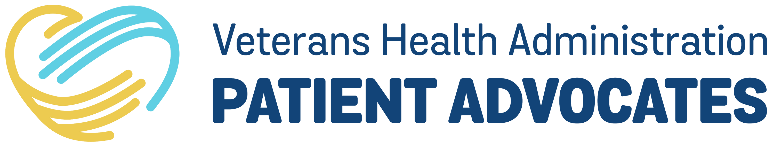 Veterans Health Administration
PATIENT ADVOCATES